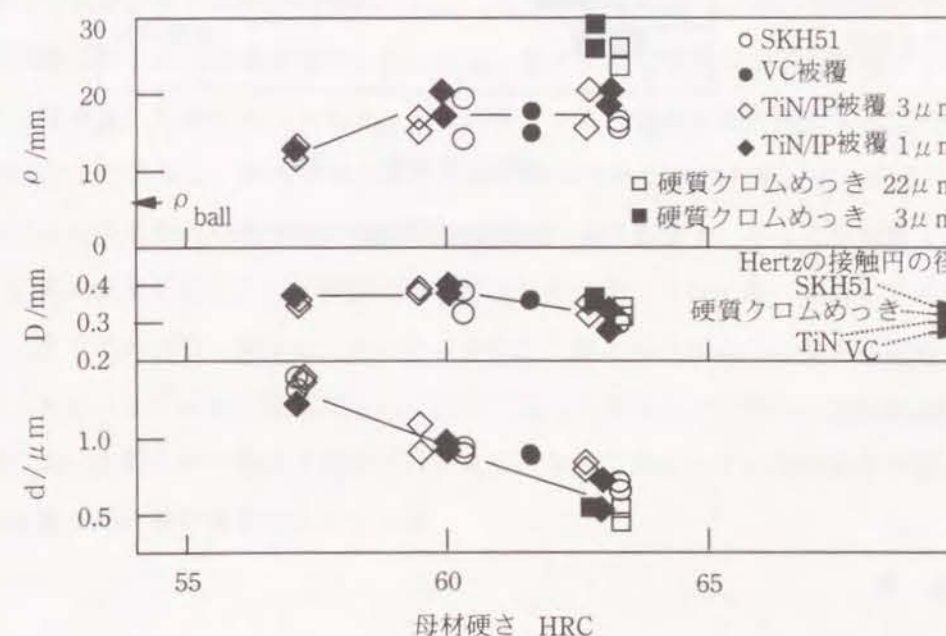 30
20
10
0
ρ /mm
ρ ball
○ SKH51
● VC被覆
◇ TiN/IP被覆 3μm
◆ TiN/IP被覆 1μm
□ 硬質クロムめっき 22μm
■ 硬質クロムめっき 3μm
0.4
0.3
0.2
D /mm
Hertzの接触円の径
SKH51
硬質クロムめっき
TiN
VC
1.0
0.5
d /μm
55 60 65
母材硬さ HRC